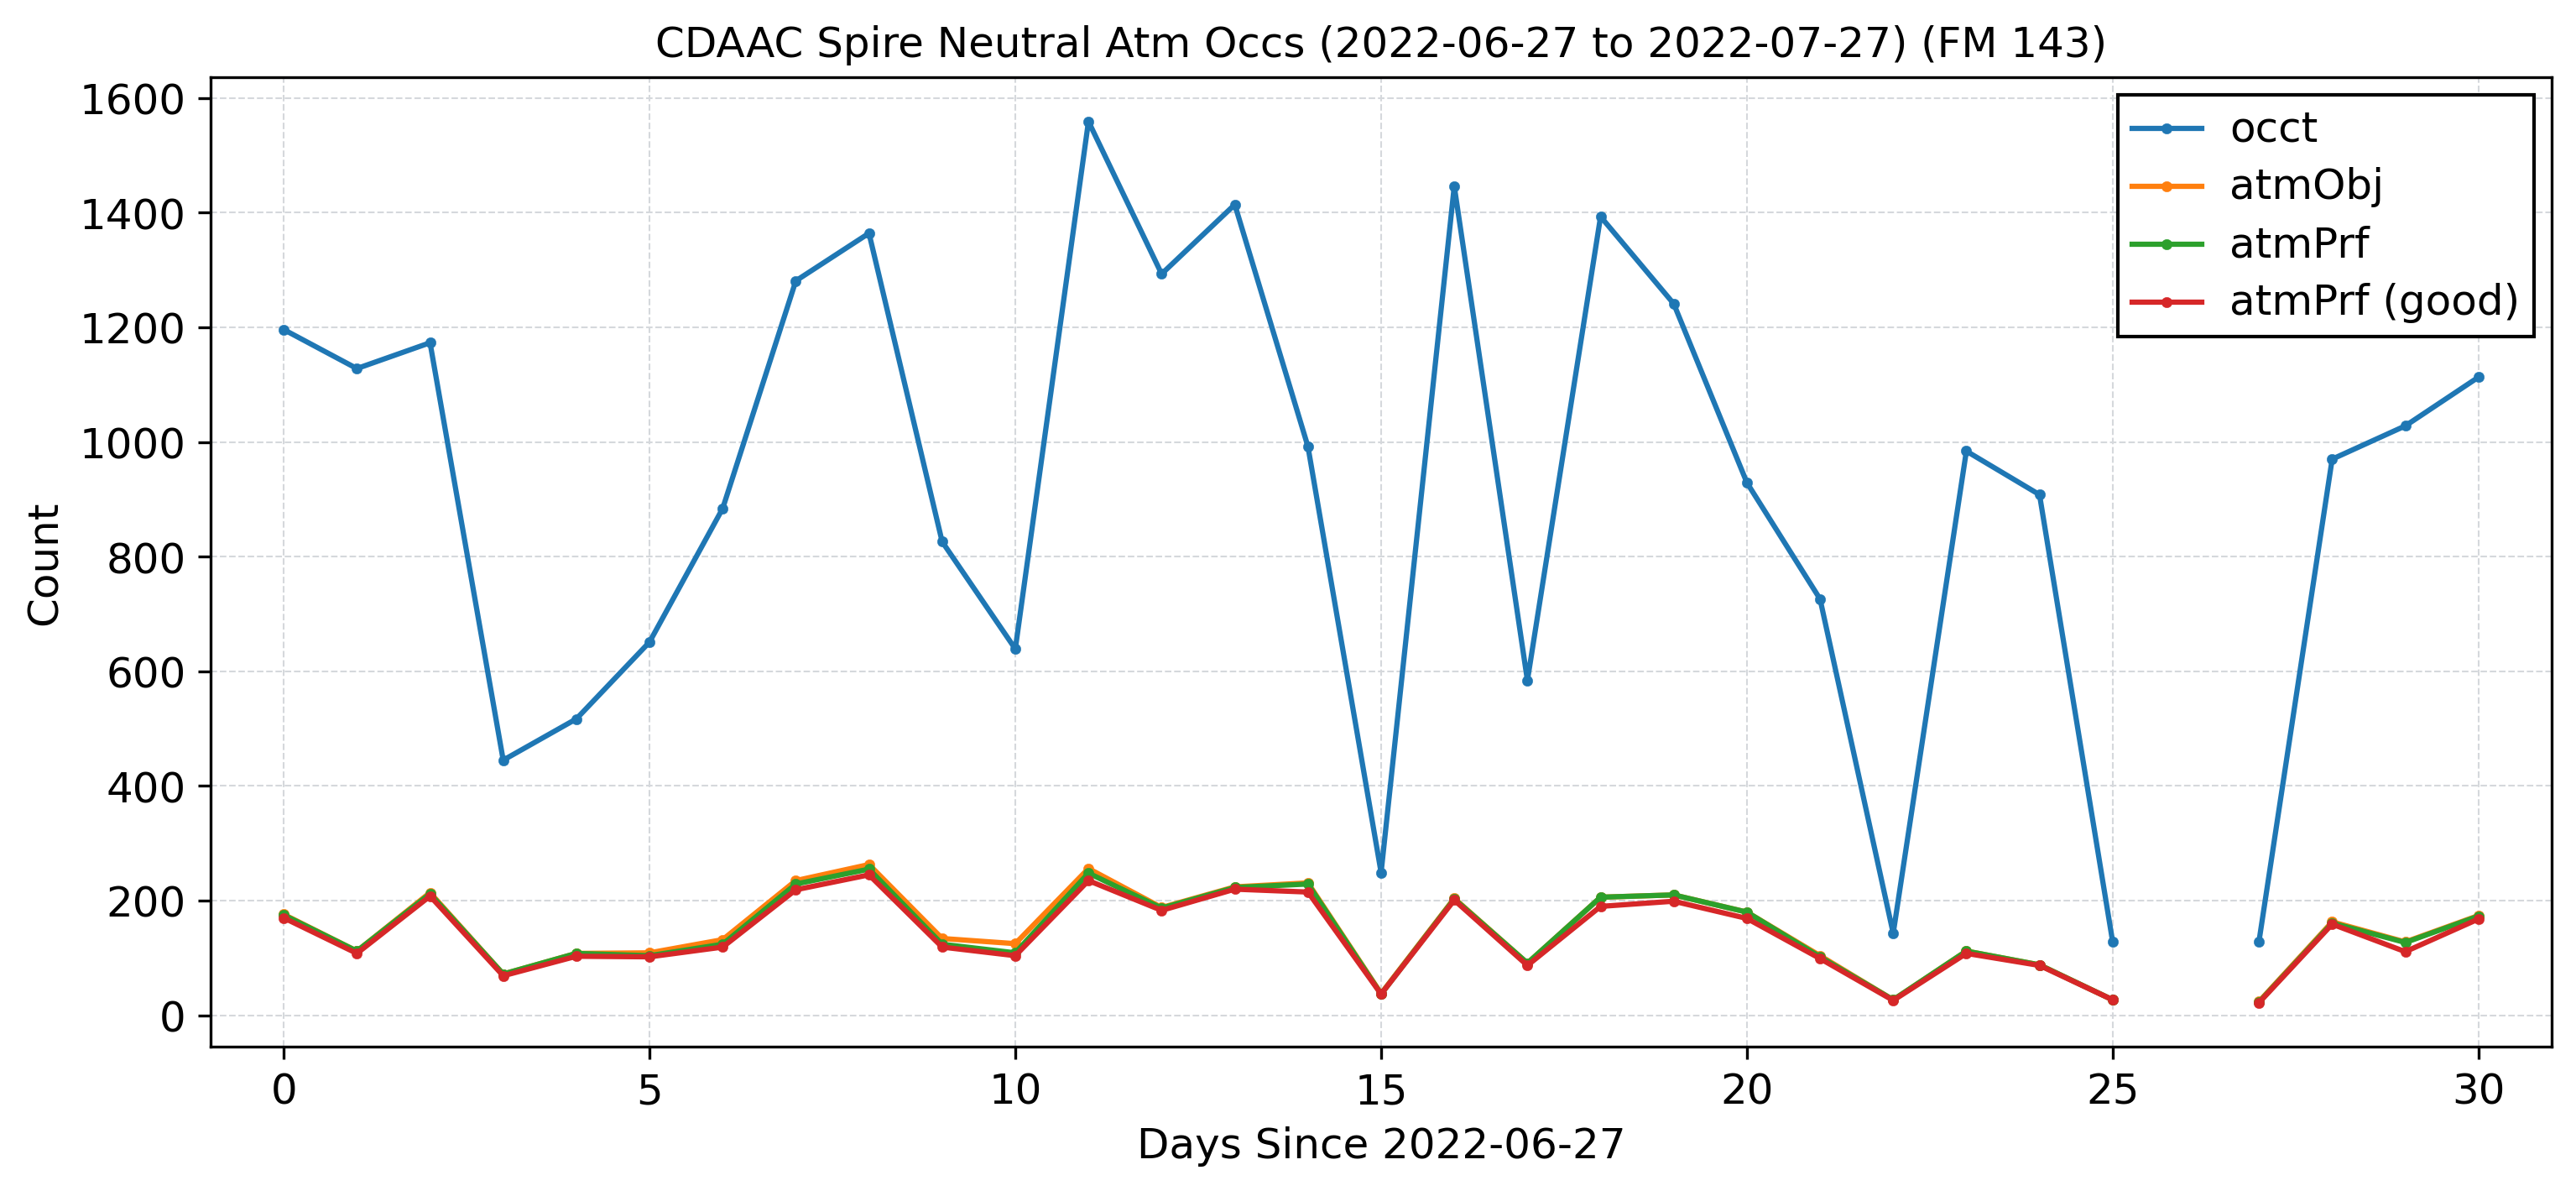 CDAAC Spire Neutral Atm Occs (2022-06-27 to 2022-07-27) (FM 143)
1600
1400
1200
1000
800
600
400
200
0
Count
occt
atmObj
atmPrf
atmPrf (good)
0 5 10 15 20 25 30
Days Since 2022-06-27